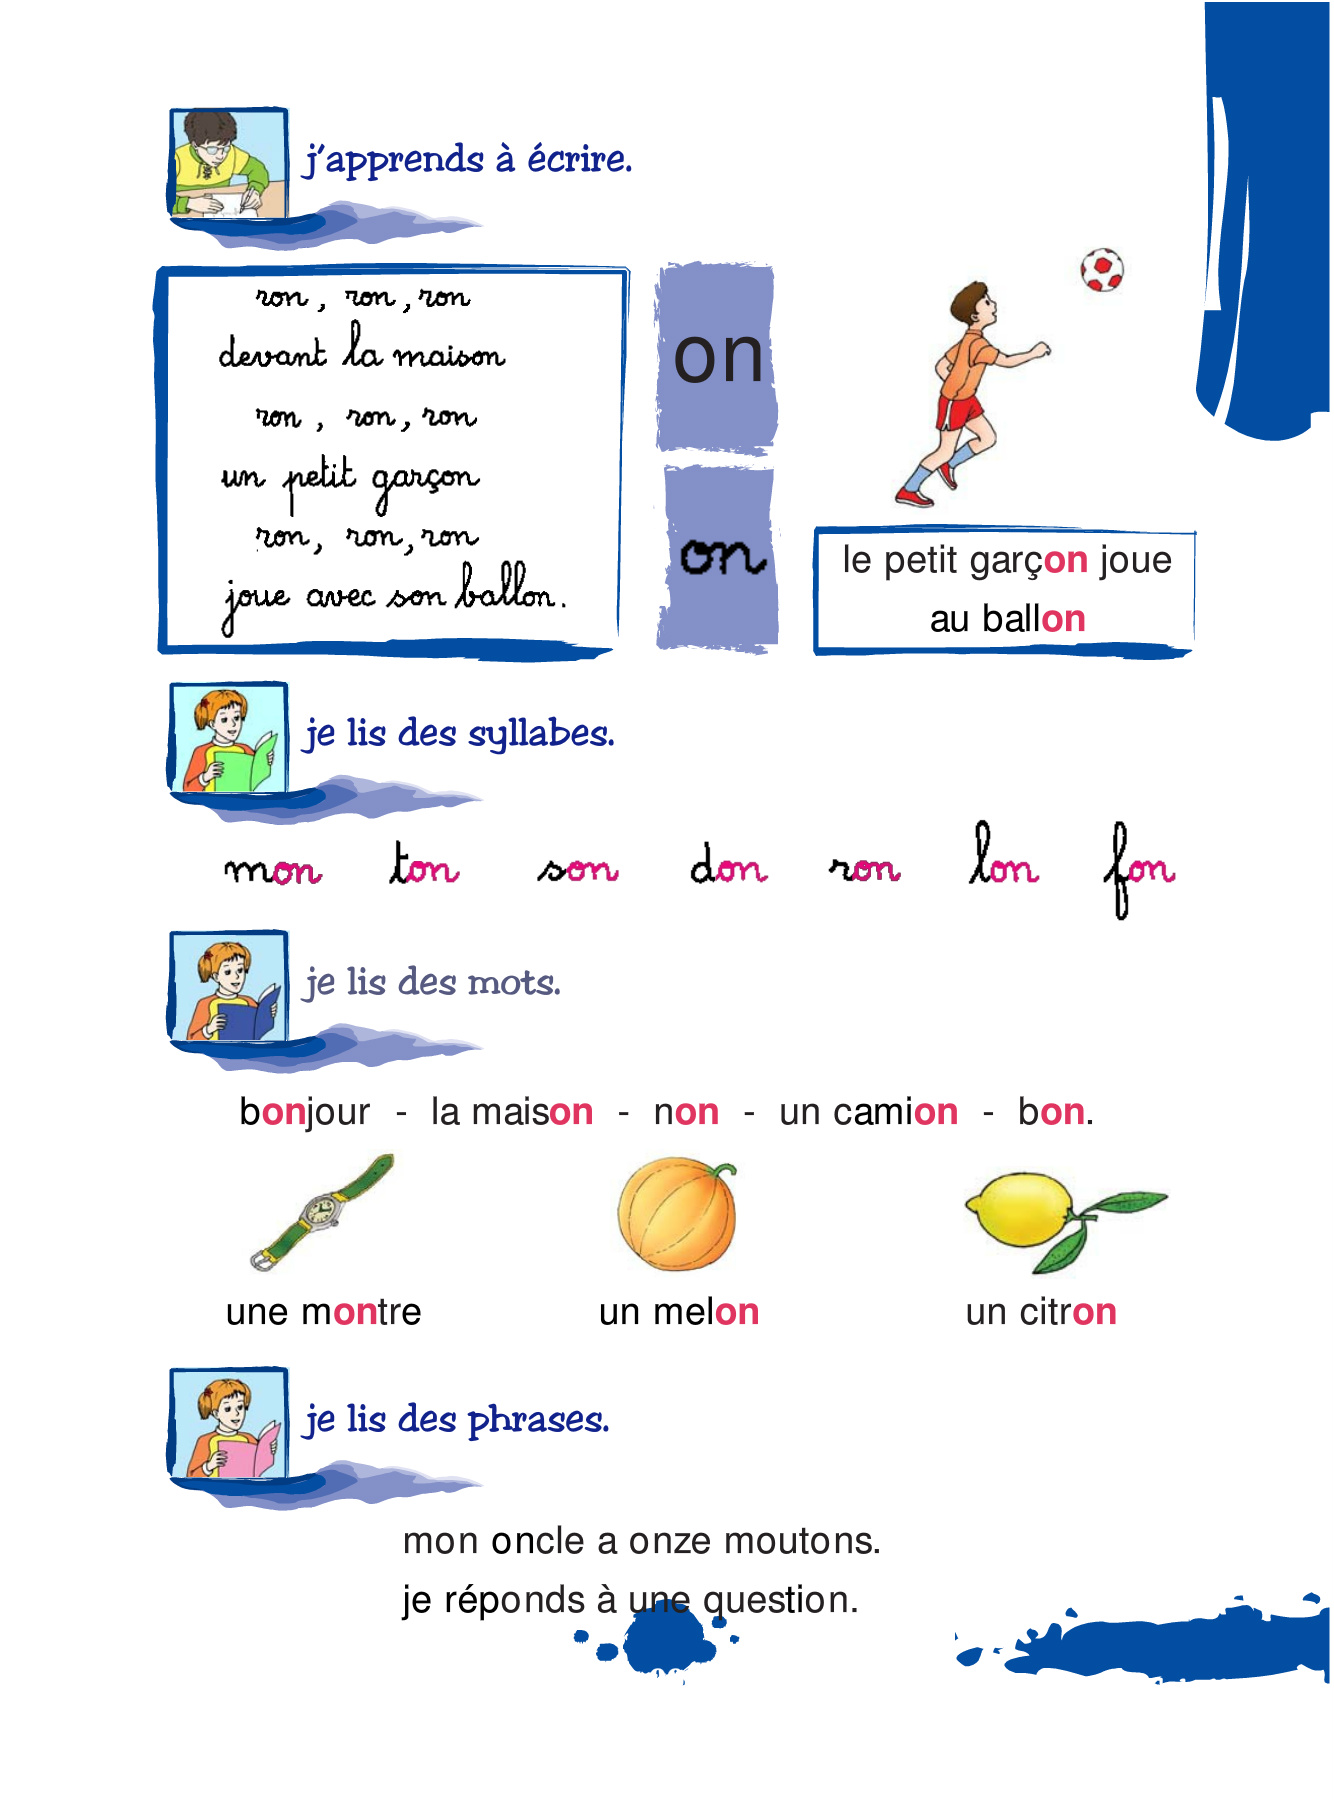 j'apprends à écrire.
ron, ron, ron
devant la maison
ron, ron, ron
un petit garçon
ron, ron, ron
joue avec son ballon.
on
on
le petit garçon joue
au ballon
je lis des syllabes.
mon ton son don ron lon fon
je lis des mots.
bonjour - la maison - non - un camion - bon.
une montre un melon un citron
je lis des phrases.
mon oncle a onze moutons.
je réponds à une question.